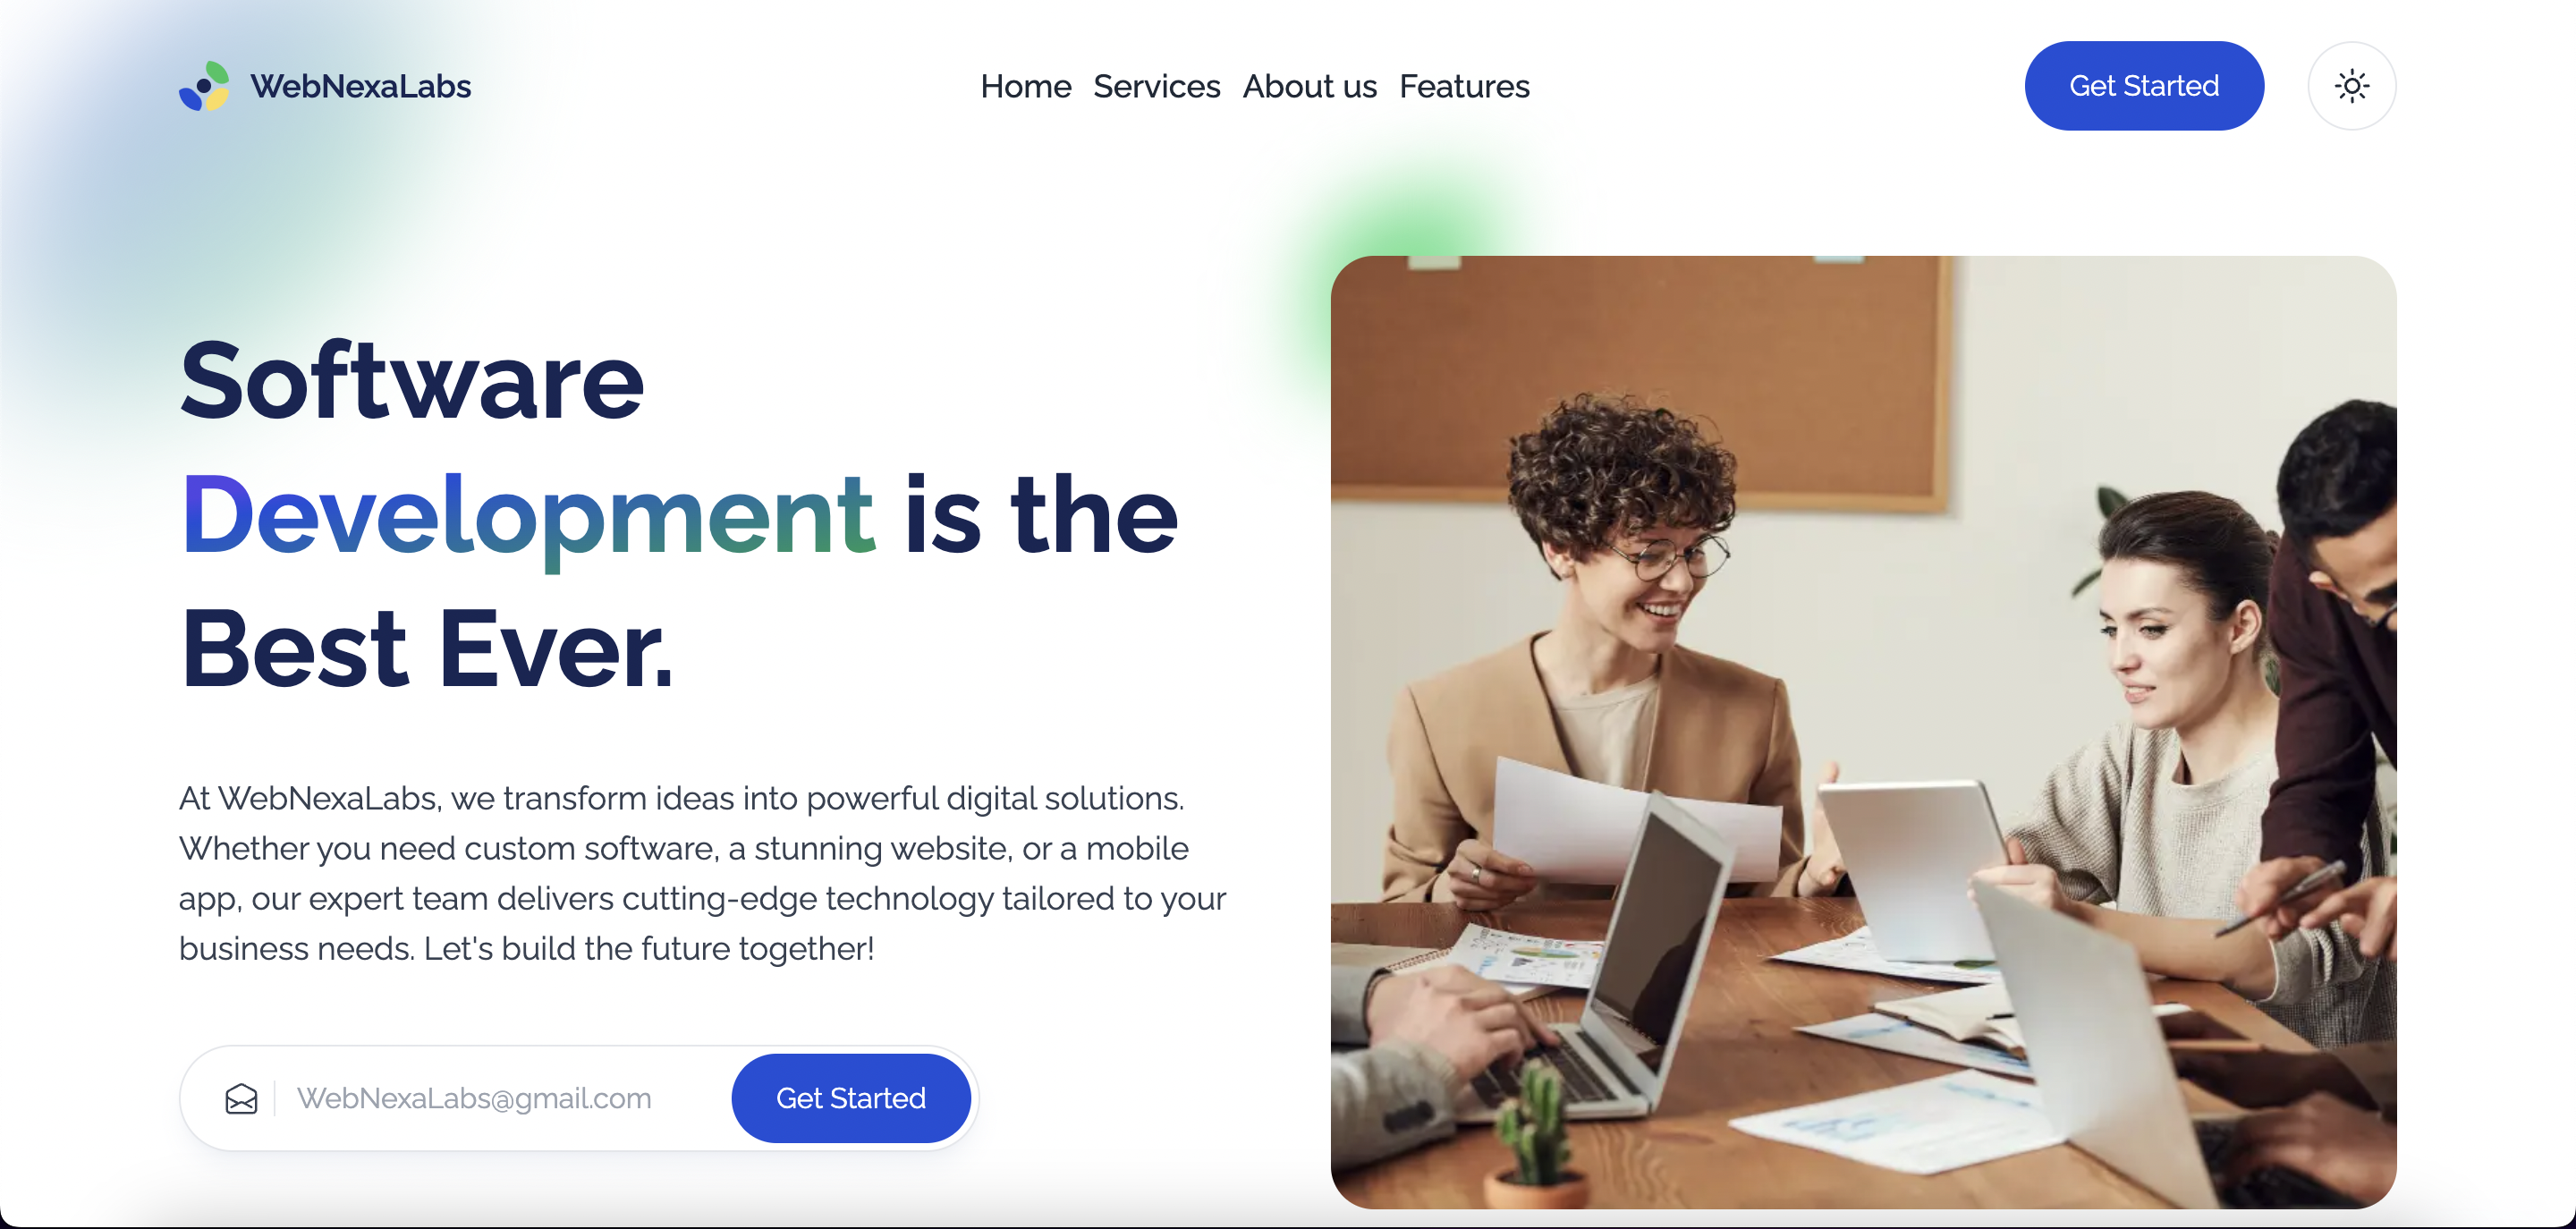 WebNexaLabs
Home Services About us Features
Get Started
Software
Development is the
Best Ever.
At WebNexaLabs, we transform ideas into powerful digital solutions.
Whether you need custom software, a stunning website, or a mobile
app, our expert team delivers cutting-edge technology tailored to your
business needs. Let's build the future together!
WebNexaLabs@gmail.com
Get Started